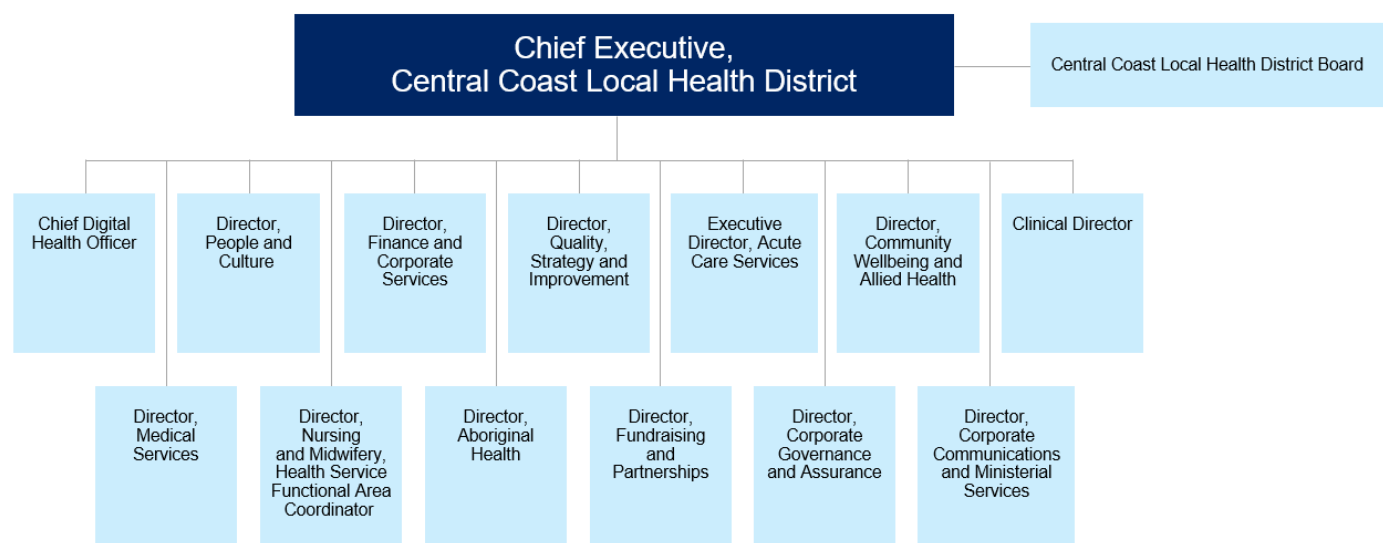 Chief Executive,
Central Coast Local Health District
Central Coast Local Health District Board
Chief Digital
Health Officer
Director,
People and
Culture
Director,
Finance and
Corporate
Services
Director,
Quality,
Strategy and
Improvement
Executive
Director, Acute
Care Services
Director,
Community
Wellbeing and
Allied Health
Clinical Director
Director,
Medical
Services
Director,
Nursing
and Midwifery,
Health Service
Functional Area
Coordinator
Director,
Aboriginal
Health
Director,
Fundraising
and
Partnerships
Director,
Corporate
Governance
and Assurance
Director,
Corporate
Communications
and Ministerial
Services